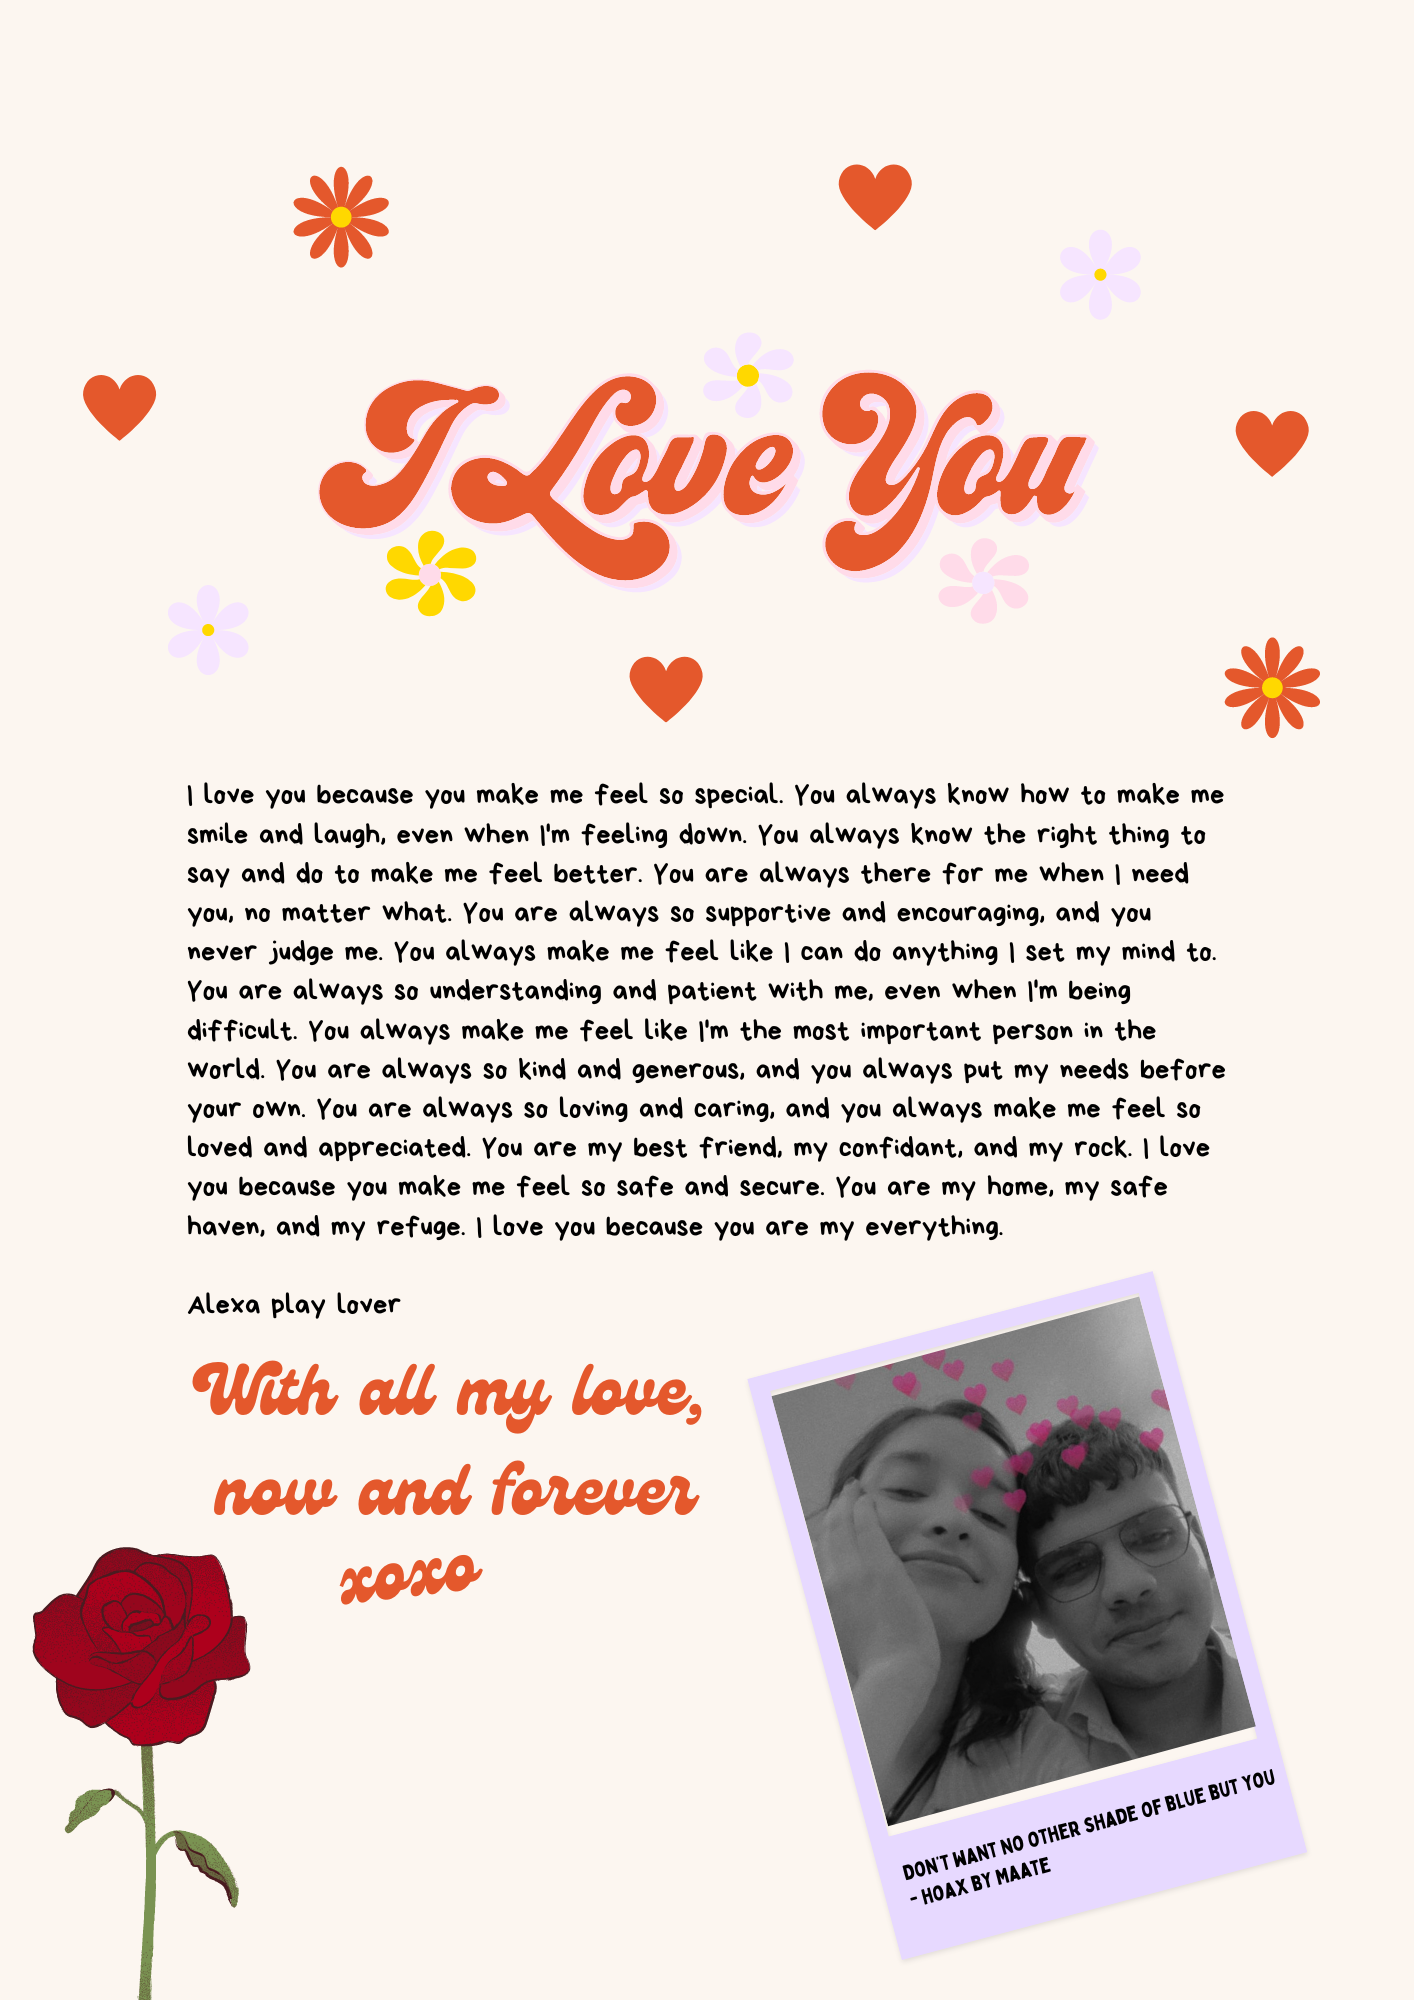 I Love You
I love you because you make me feel so special. You always know how to make me
smile and laugh, even when I'm feeling down. You always know the right thing to
say and do to make me feel better. You are always there for me when I need
you, no matter what. You are always so supportive and encouraging, and you
never judge me. You always make me feel like I can do anything I set my mind to.
You are always so understanding and patient with me, even when I'm being
difficult. You always make me feel like I'm the most important person in the
world. You are always so kind and generous, and you always put my needs before
your own. You are always so loving and caring, and you always make me feel so
loved and appreciated. You are my best friend, my confidant, and my rock. I love
you because you make me feel so safe and secure. You are my home, my safe
haven, and my refuge. I love you because you are my everything.
Alexa play lover
With all my love,
now and forever
xoxo
DON'T WANT NO OTHER SHADE OF BLUE BUT YOU
- HOAX BY MAATE